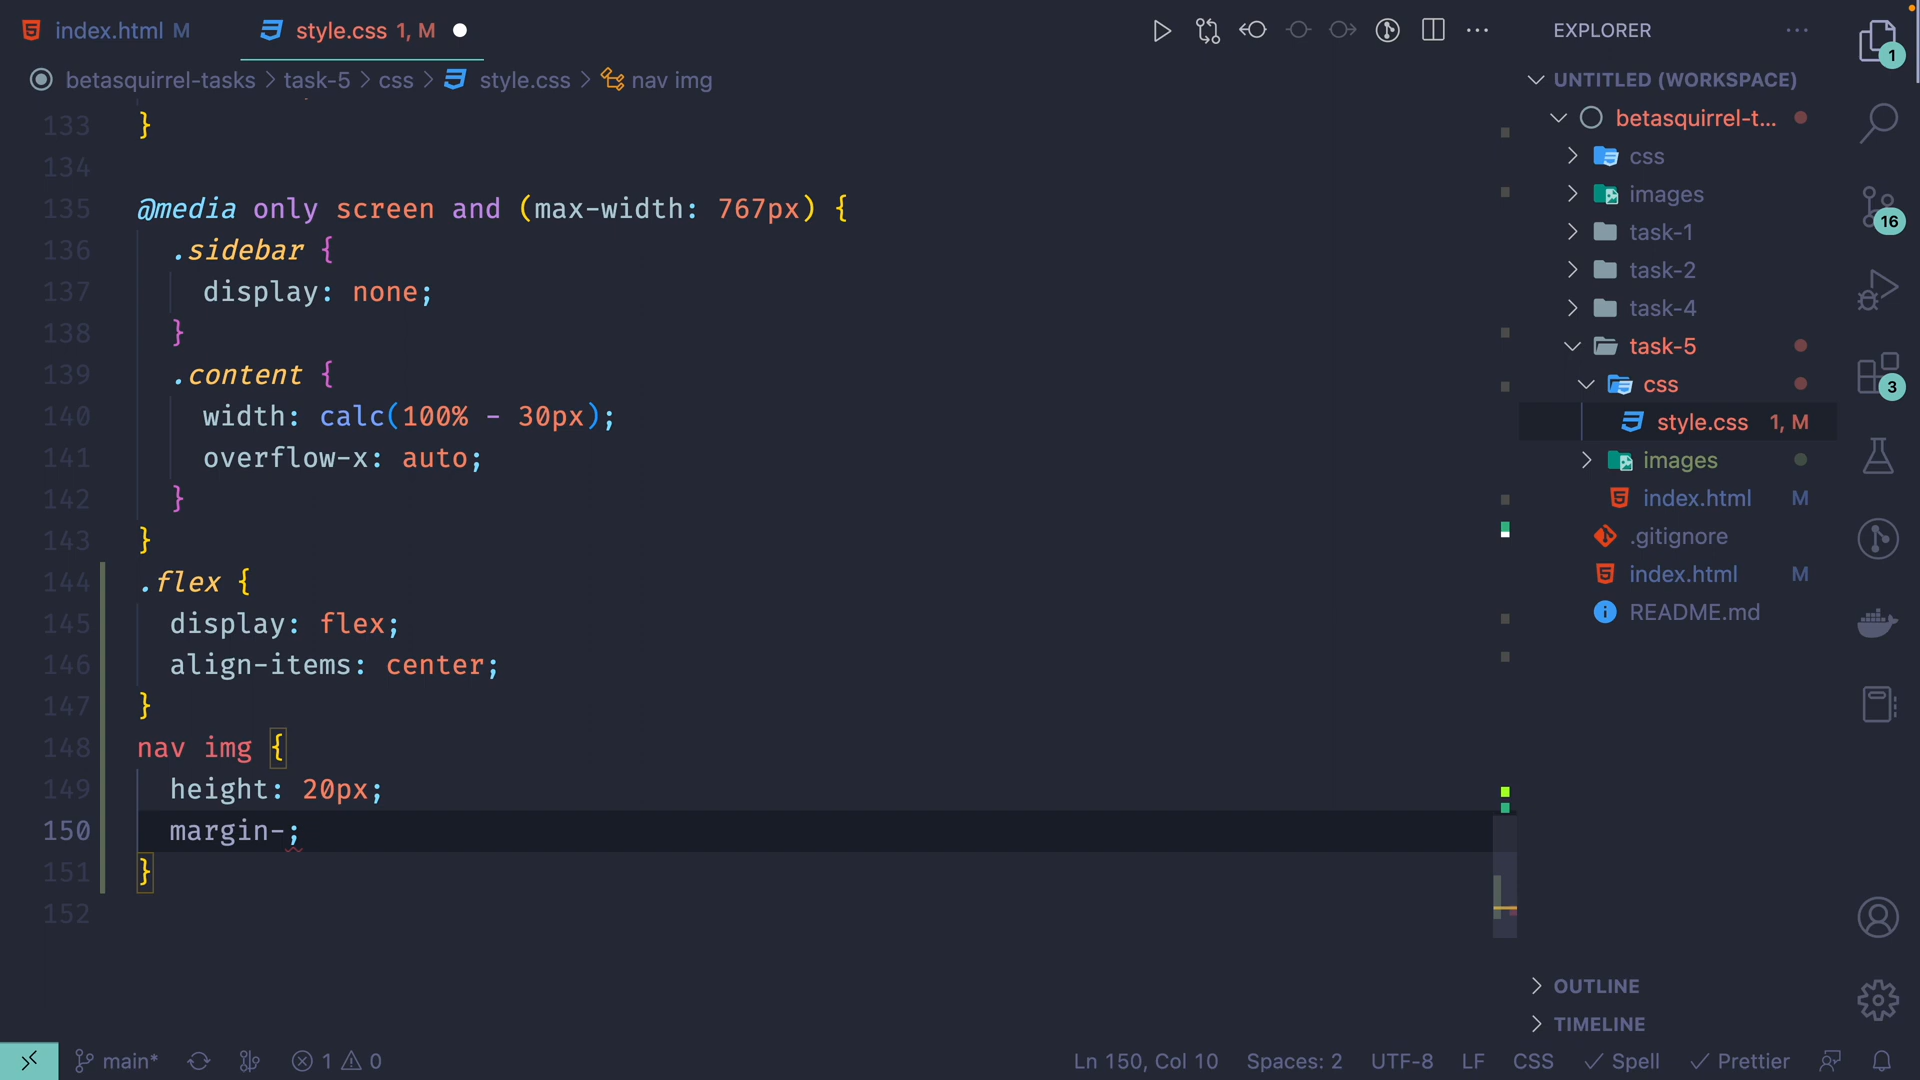 index.html M
style.css 1, M
EXPLORER
1
UNTITLED (WORKSPACE)
betasquirrel-tasks > task-5 > css > style.css > nav img
betasquirrel-t...
css
images
task-1
16
task-2
task-4
task-5
css
3
style.css 1, M
images
index.html M
.gitignore
index.html M
README.md
133 }
134
135 @media only screen and (max-width: 767px) {
136 .sidebar {
137 display: none;
138 }
139 .content {
140 width: calc(100% - 30px);
141 overflow-x: auto;
142 }
143 }
144 .flex {
145 display: flex;
146 align-items: center;
147 }
148 nav img {
149 height: 20px;
150 margin-;
151 }
152
OUTLINE
TIMELINE
main* 1 0 Ln 150, Col 10 Spaces: 2 UTF-8 LF CSS Spell Prettier